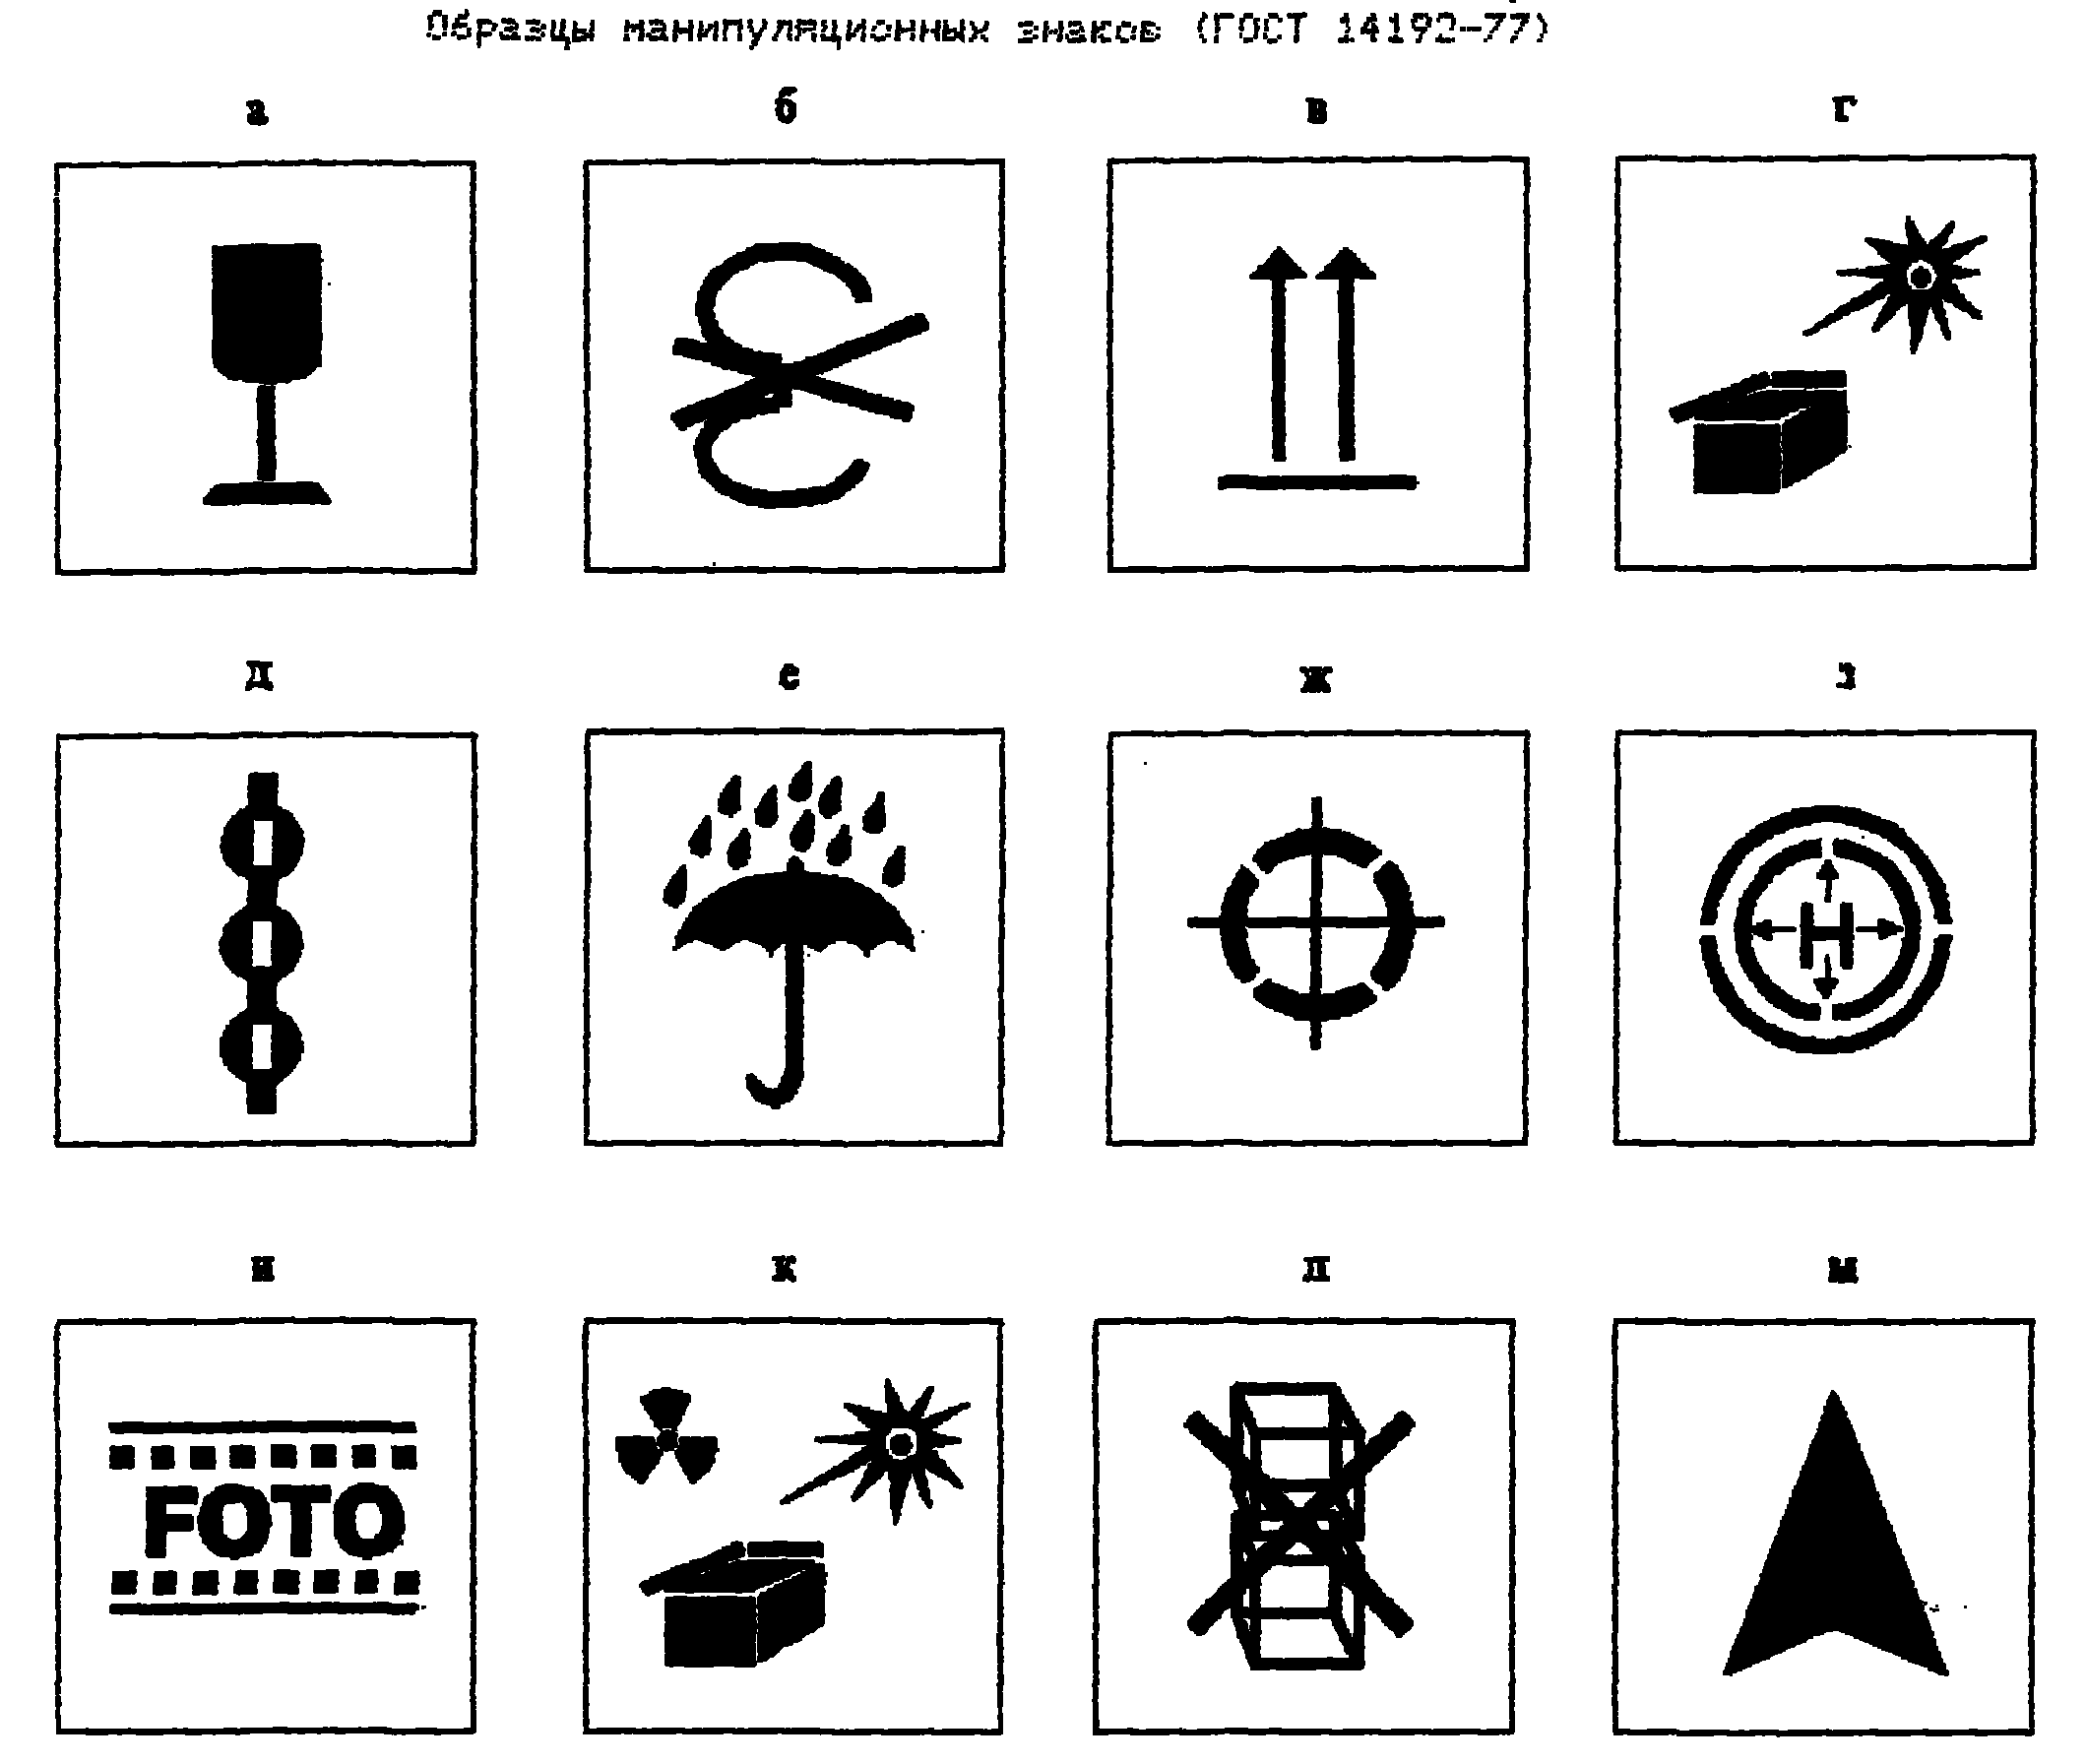 Образцы манипуляционных знаков (ГОСТ 14192-77)
а б в г
д е ж з
Н
и к л м
FOTO